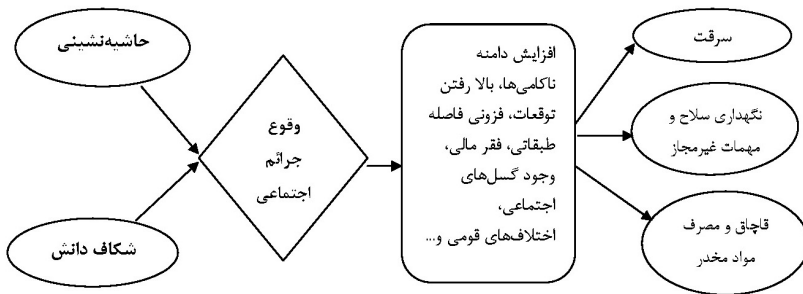 حاشیه‌نشینی
شکاف دانش
وقوع
جرائم
اجتماعی
افزایش دامنه
ناکامی‌ها، بالا رفتن
توقعات، فزونی فاصله
طبقاتی، فقر مالی،
وجود گسل‌های
اجتماعی،
اختلاف‌های قومی و...
سرقت
نگهداری سلاح و
مهمات غیرمجاز
قاچاق و مصرف
مواد مخدر